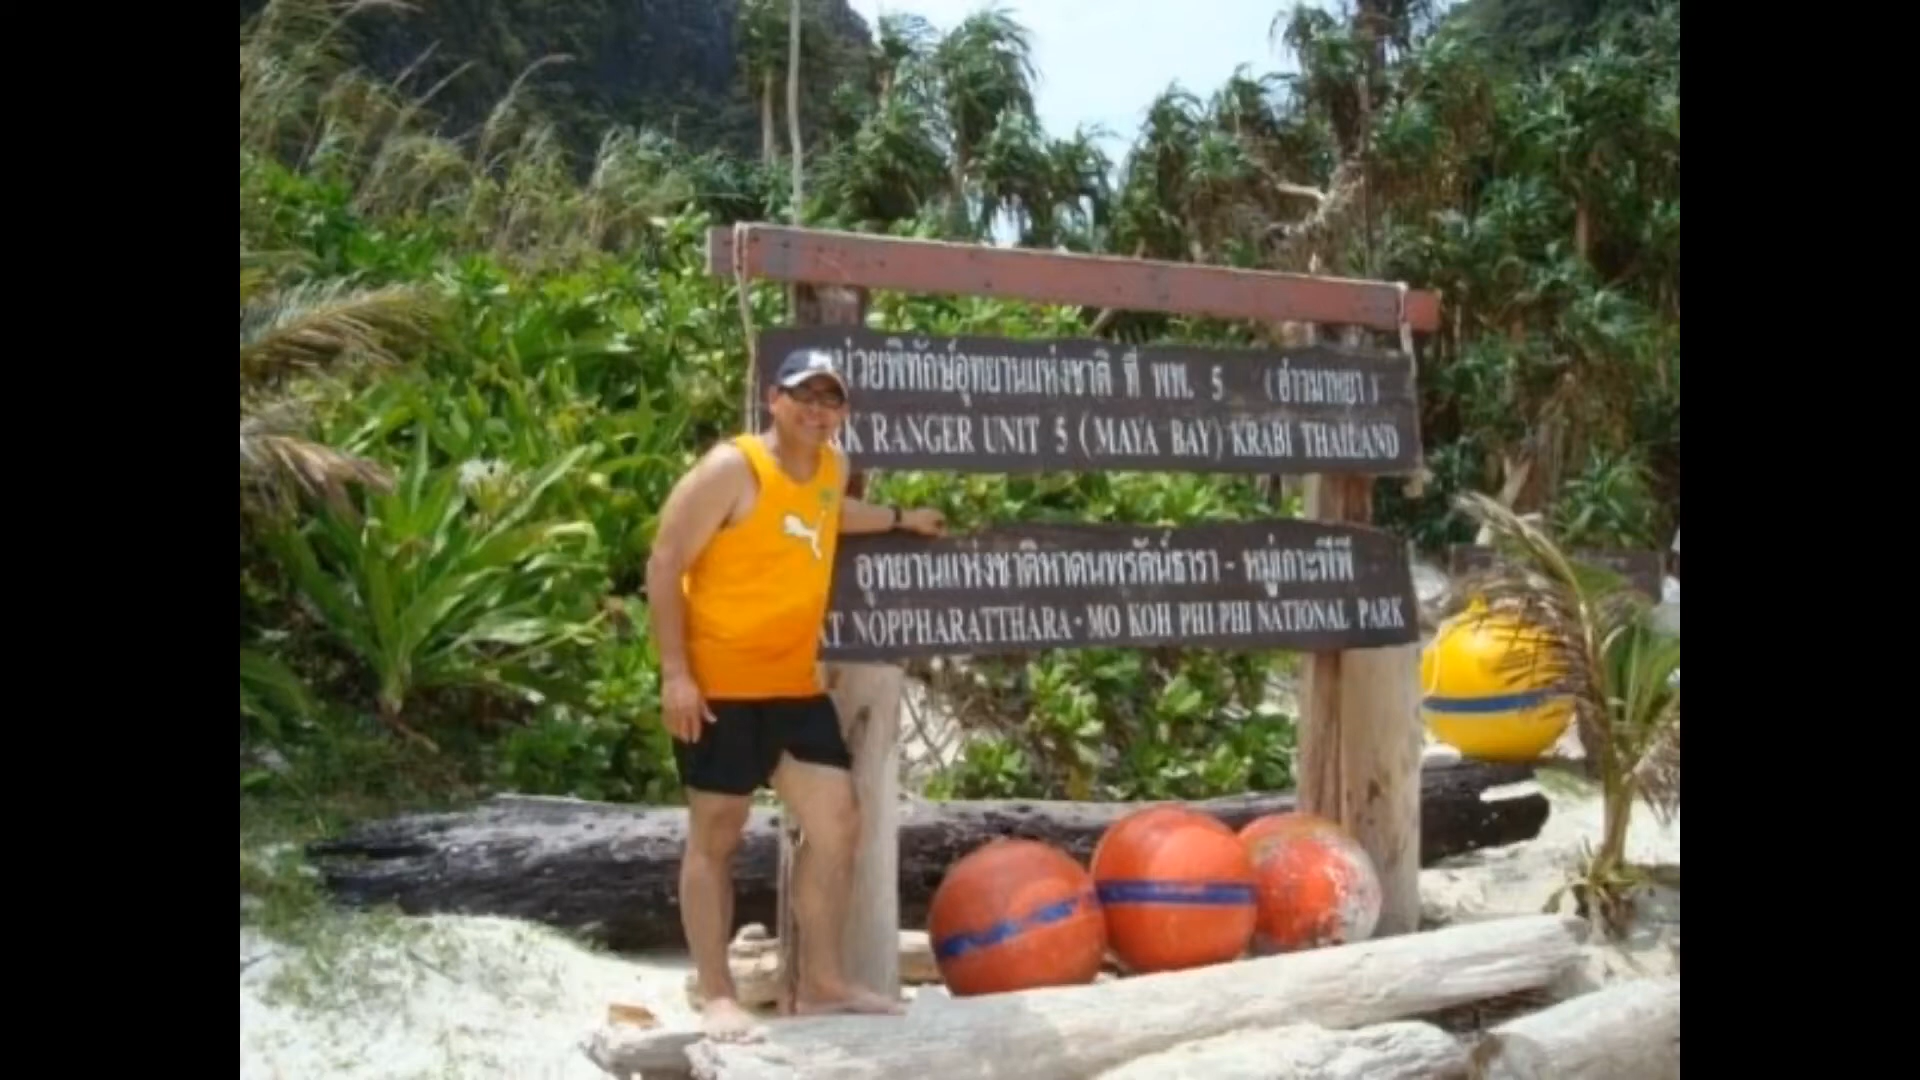 น่วยพิทักษ์อุทยานแห่งชาติ ที่ พพ. 5 (อ่าวมาหยา)
RK RANGER UNIT 5 (MAYA BAY) KRABI THAILAND
อุทยานแห่งชาติหาดนพรัตน์ธารา - หมู่เกาะพีพี
AT NOPPHARATTHARA - MO KOH PHI PHI NATIONAL PARK